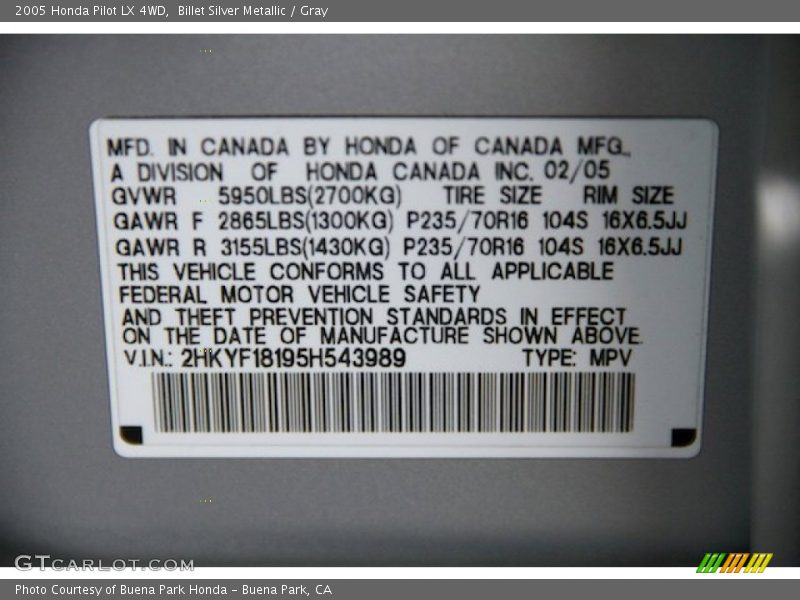 2005 Honda Pilot LX 4WD, Billet Silver Metallic / Gray
MFD. IN CANADA BY HONDA OF CANADA MFG.,
A DIVISION OF HONDA CANADA INC. 02/05
GVWR 5950LBS(2700KG) TIRE SIZE RIM SIZE
GAWR F 2865LBS(1300KG) P235/70R16 104S 16X6.5JJ
GAWR R 3155LBS(1430KG) P235/70R16 104S 16X6.5JJ
THIS VEHICLE CONFORMS TO ALL APPLICABLE
FEDERAL MOTOR VEHICLE SAFETY
AND THEFT PREVENTION STANDARDS IN EFFECT
ON THE DATE OF MANUFACTURE SHOWN ABOVE.
V.I.N.: 2HKYF18195H543989 TYPE: MPV
GTCARLOT.COM
Photo Courtesy of Buena Park Honda - Buena Park, CA